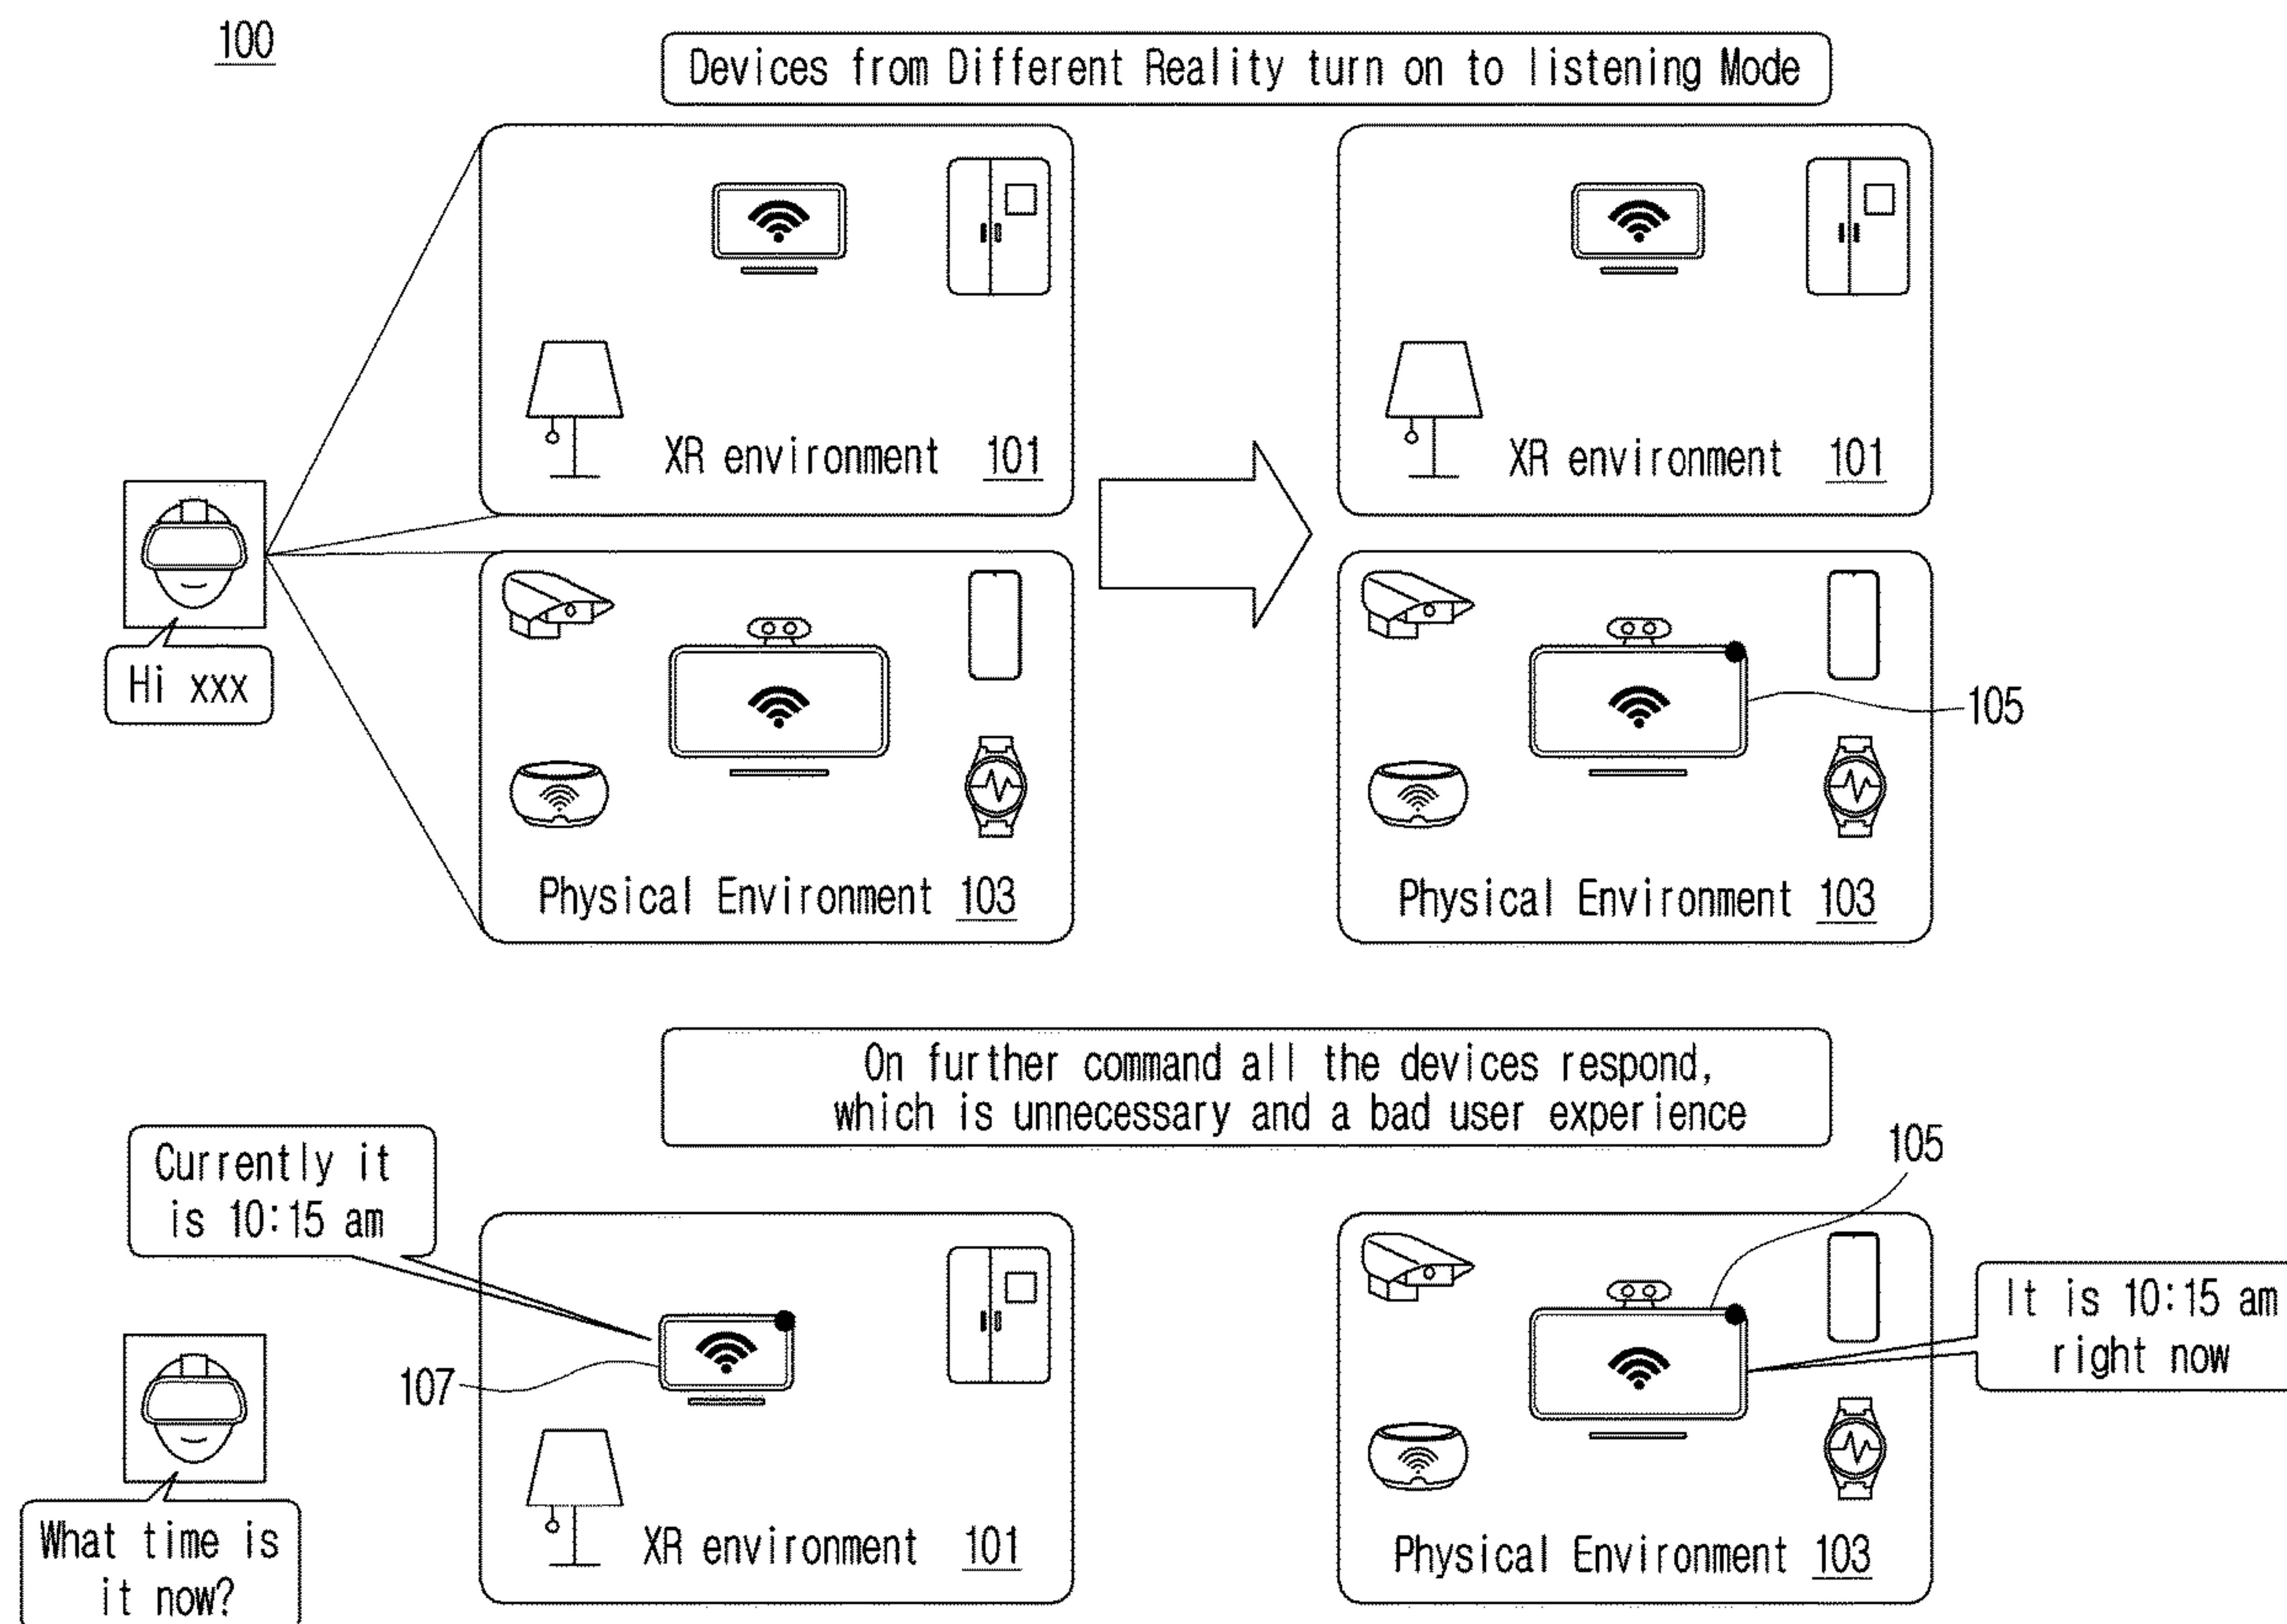 100
Devices from Different Reality turn on to listening Mode
XR environment 101
XR environment 101
Hi xxx
105
Physical Environment 103
Physical Environment 103
On further command all the devices respond,
which is unnecessary and a bad user experience
105
Currently it
is 10:15 am
It is 10:15 am
right now
107
What time is
it now?
XR environment 101
Physical Environment 103